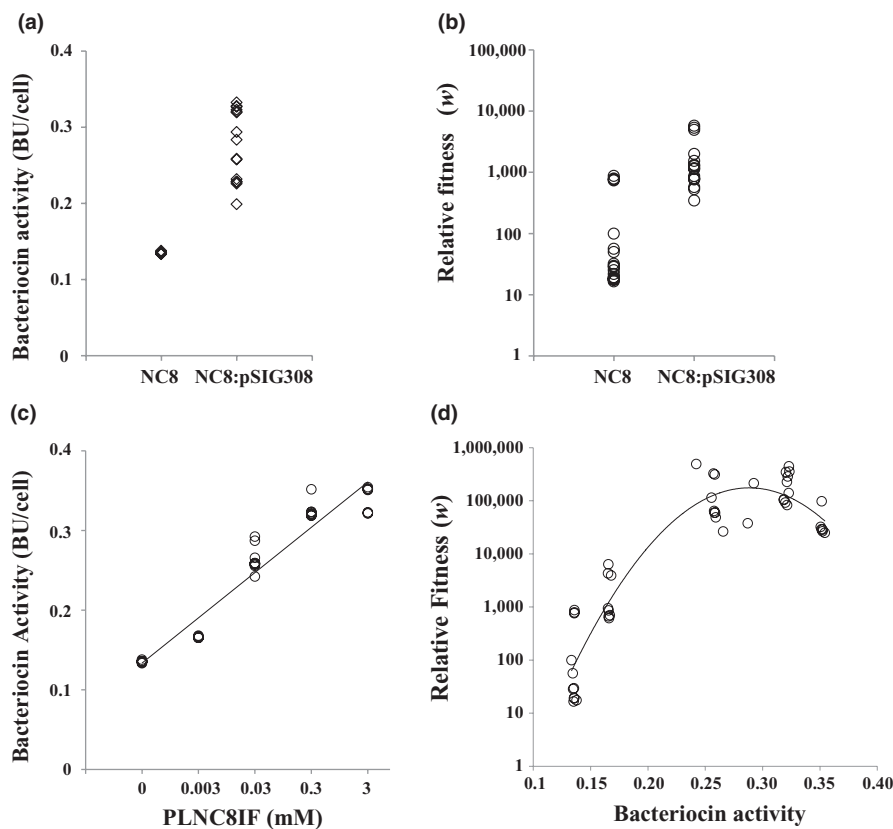 (a)
Bacteriocin activity (BU/cell)
0.4
0.3
0.2
0.1
0
NC8
NC8:pSIG308
(b)
Relative fitness (w)
100,000
10,000
1,000
100
10
1
NC8
NC8:pSIG308
(c)
Bacteriocin Activity (BU/cell)
0.4
0.3
0.2
0.1
0
0
0.003
0.03
0.3
3
PLNC8IF (mM)
(d)
Relative Fitness (w)
1,000,000
100,000
10,000
1,000
100
10
1
0.1
0.15
0.20
0.25
0.30
0.35
0.40
Bacteriocin activity